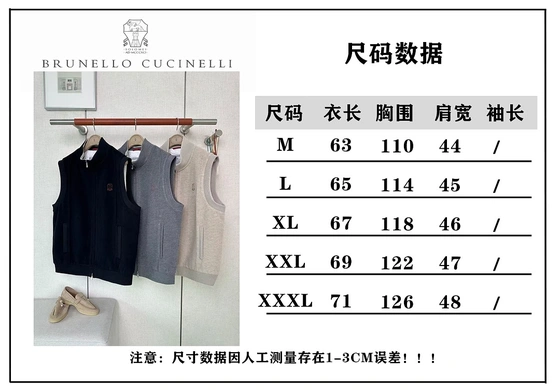 BRUNELLO CUCINELLI
尺码数据
尺码 衣长 胸围 肩宽 袖长
M 63 110 44 /
L 65 114 45 /
XL 67 118 46 /
XXL 69 122 47 /
XXXL 71 126 48 /
注意：尺寸数据因人工测量存在1-3CM误差！！！